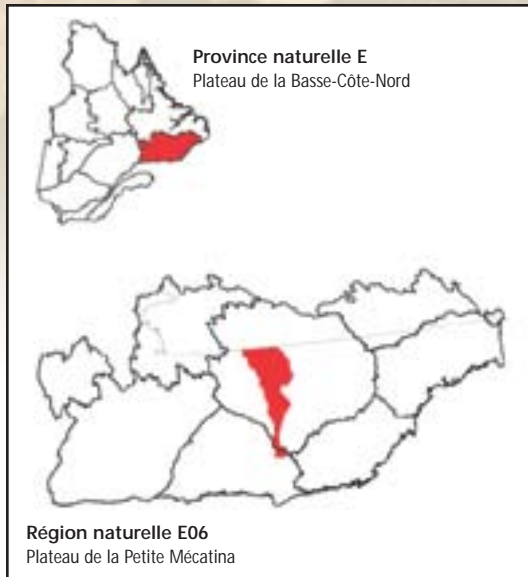 Province naturelle E
Plateau de la Basse-Côte-Nord
Région naturelle E06
Plateau de la Petite Mécatina